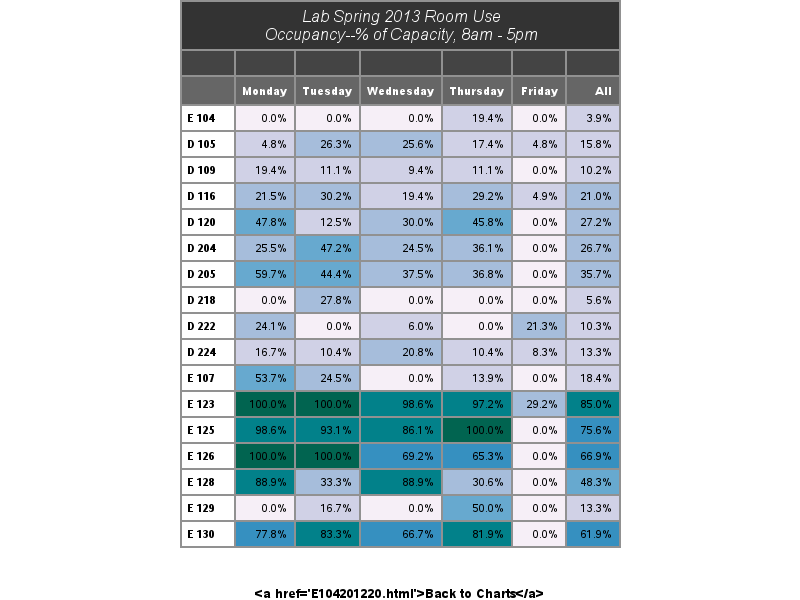 Lab Spring 2013 Room Use
Occupancy--% of Capacity, 8am - 5pm
Monday Tuesday Wednesday Thursday Friday All
E 104 0.0% 0.0% 0.0% 19.4% 0.0% 3.9%
D 105 4.8% 26.3% 25.6% 17.4% 4.8% 15.8%
D 109 19.4% 11.1% 9.4% 11.1% 0.0% 10.2%
D 116 21.5% 30.2% 19.4% 29.2% 4.9% 21.0%
D 120 47.8% 12.5% 30.0% 45.8% 0.0% 27.2%
D 204 25.5% 47.2% 24.5% 36.1% 0.0% 26.7%
D 205 59.7% 44.4% 37.5% 36.8% 0.0% 35.7%
D 218 0.0% 27.8% 0.0% 0.0% 0.0% 5.6%
D 222 24.1% 0.0% 6.0% 0.0% 21.3% 10.3%
D 224 16.7% 10.4% 20.8% 10.4% 8.3% 13.3%
E 107 53.7% 24.5% 0.0% 13.9% 0.0% 18.4%
E 123 100.0% 100.0% 98.6% 97.2% 29.2% 85.0%
E 125 98.6% 93.1% 86.1% 100.0% 0.0% 75.6%
E 126 100.0% 100.0% 69.2% 65.3% 0.0% 66.9%
E 128 88.9% 33.3% 88.9% 30.6% 0.0% 48.3%
E 129 0.0% 16.7% 0.0% 50.0% 0.0% 13.3%
E 130 77.8% 83.3% 66.7% 81.9% 0.0% 61.9%
<a href='E104201220.html'>Back to Charts</a>